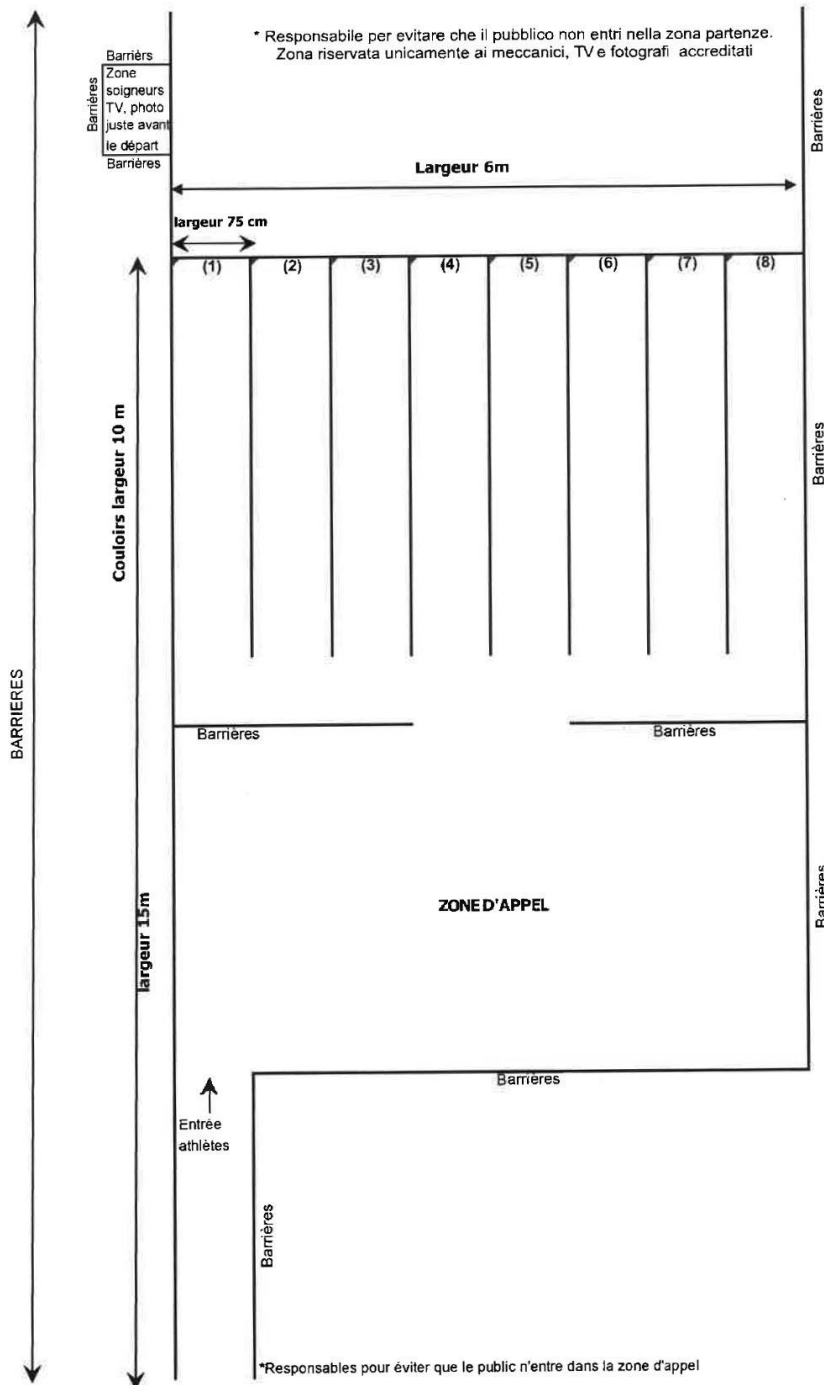 * Responsabile per evitare che il pubblico non entri nella zona partenze.
Zona riservata unicamente ai meccanici, TV e fotografi accreditati
Barrièrs
Barrières
Zone
soigneurs
TV, photo
juste avant
le départ
Barrières
Barrières
Largeur 6m
largeur 75 cm
(1) (2) (3) (4) (5) (6) (7) (8)
Couloirs largeur 10 m
Barrières
BARRIERES
Barrières
Barrières
ZONE D'APPEL
largeur 15m
Barrières
Barrières
Entrée
athlètes
Barrières
*Responsables pour éviter que le public n'entre dans la zone d'appel